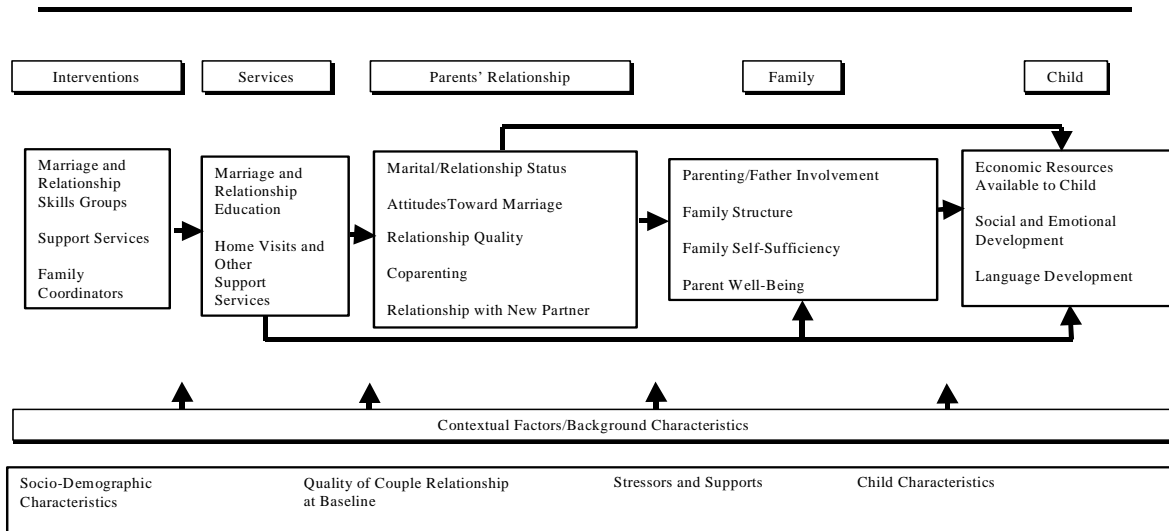 Interventions
Services
Parents' Relationship
Family
Child
Marriage and
Relationship
Skills Groups
Support Services
Family
Coordinators
Marriage and
Relationship
Education
Home Visits and
Other
Support
Services
Marital/Relationship Status
AttitudesToward Marriage
Relationship Quality
Coparenting
Relationship with New Partner
Parenting/Father Involvement
Family Structure
Family Self-Sufficiency
Parent Well-Being
Economic Resources
Available to Child
Social and Emotional
Development
Language Development
Contextual Factors/Background Characteristics
Socio-Demographic
Characteristics
Quality of Couple Relationship
at Baseline
Stressors and Supports
Child Characteristics